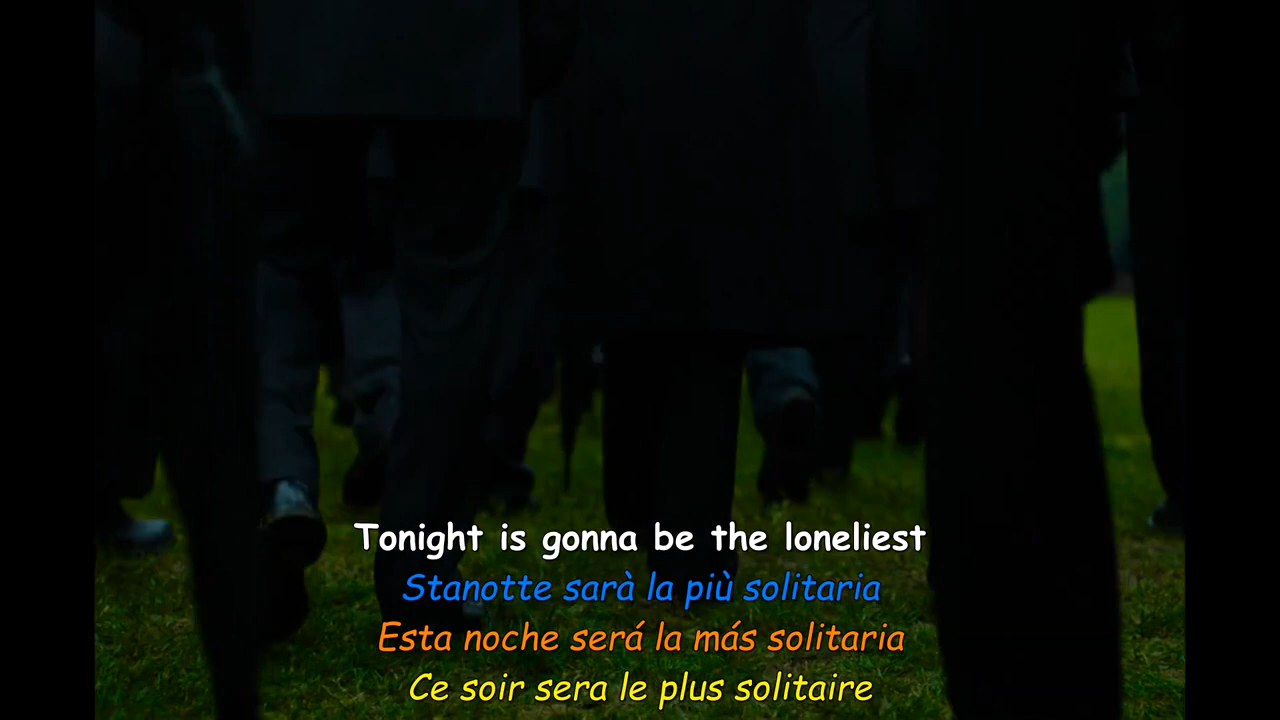 Tonight is gonna be the loneliest
Stanotte sarà la più solitaria
Esta noche será la más solitaria
Ce soir sera le plus solitaire